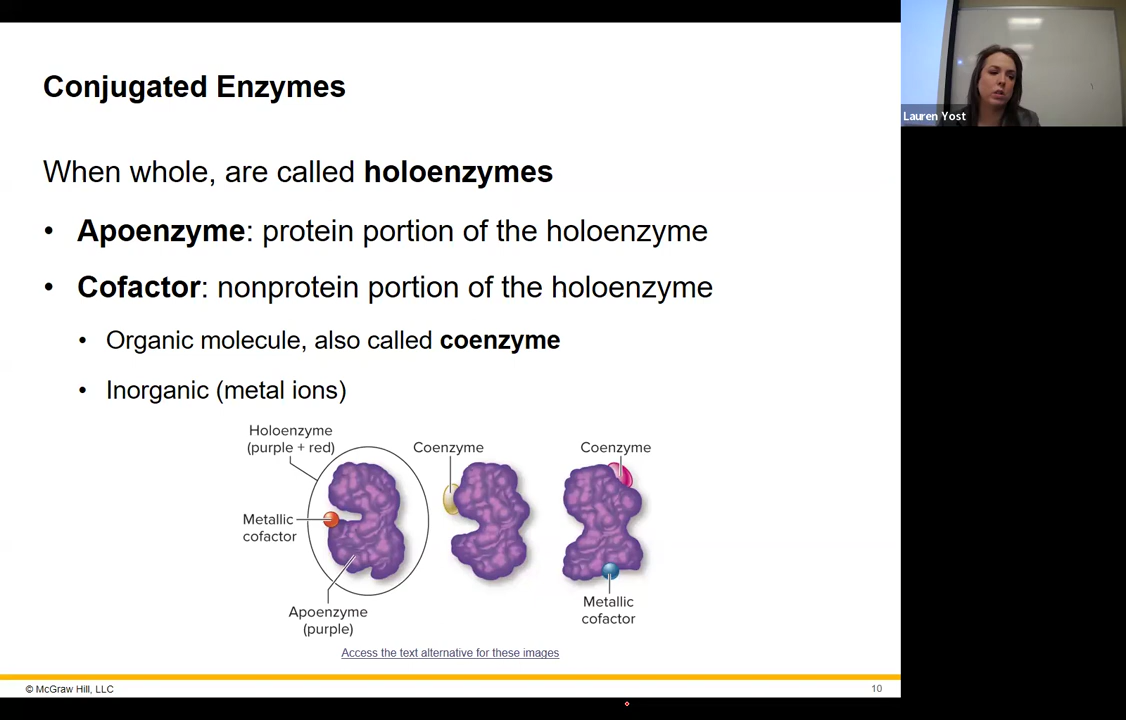 Conjugated Enzymes
When whole, are called holoenzymes
• Apoenzyme: protein portion of the holoenzyme
• Cofactor: nonprotein portion of the holoenzyme
• Organic molecule, also called coenzyme
• Inorganic (metal ions)
Holoenzyme
(purple + red)
Metallic
cofactor
Apoenzyme
(purple)
Coenzyme
Coenzyme
Metallic
cofactor
Access the text alternative for these images
© McGraw Hill, LLC
10
Lauren Yost